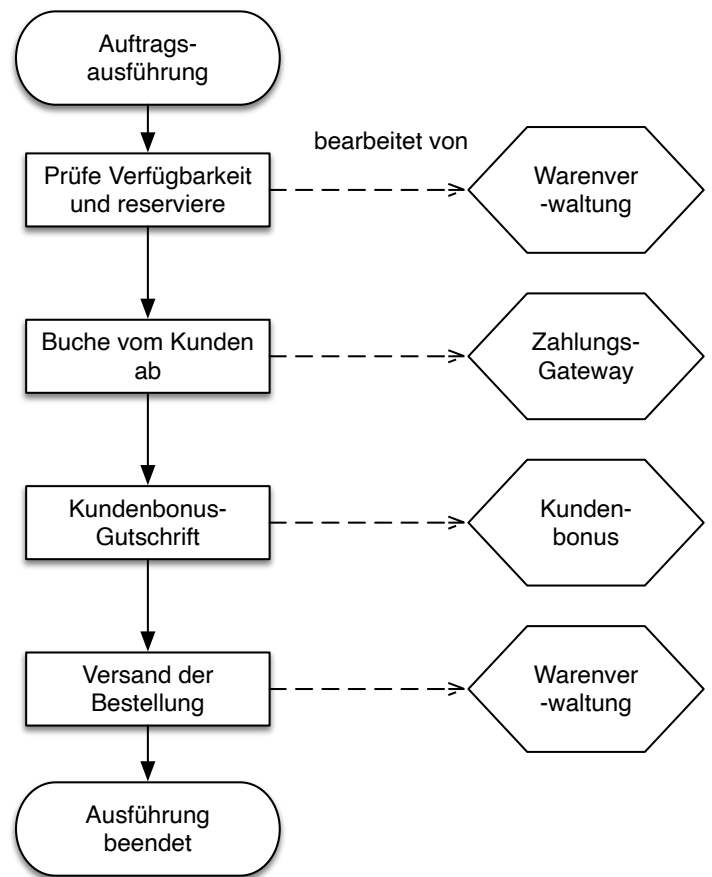 Auftrags-
ausführung
bearbeitet von
Prüfe Verfügbarkeit
und reserviere
Warenver
-waltung
Buche vom Kunden
ab
Zahlungs-
Gateway
Kundenbonus-
Gutschrift
Kunden-
bonus
Versand der
Bestellung
Warenver
-waltung
Ausführung
beendet